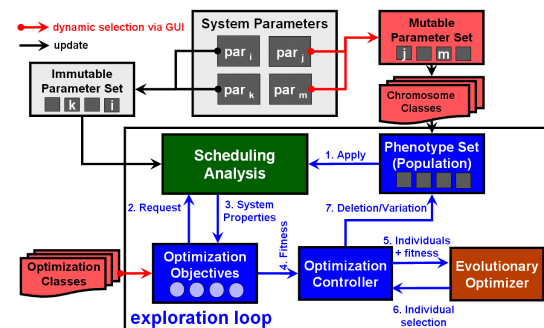 dynamic selection via GUI
update
System Parameters
par i
par j
par k
par m
Mutable
Parameter Set
j
m
Immutable
Parameter Set
k
i
Chromosome
Classes
Scheduling
Analysis
1. Apply
Phenotype Set
(Population)
2. Request
3. System
Properties
7. Deletion/Variation
4. Fitness
5. Individuals
+ fitness
Optimization
Classes
Optimization
Objectives
Optimization
Controller
Evolutionary
Optimizer
6. Individual
selection
exploration loop